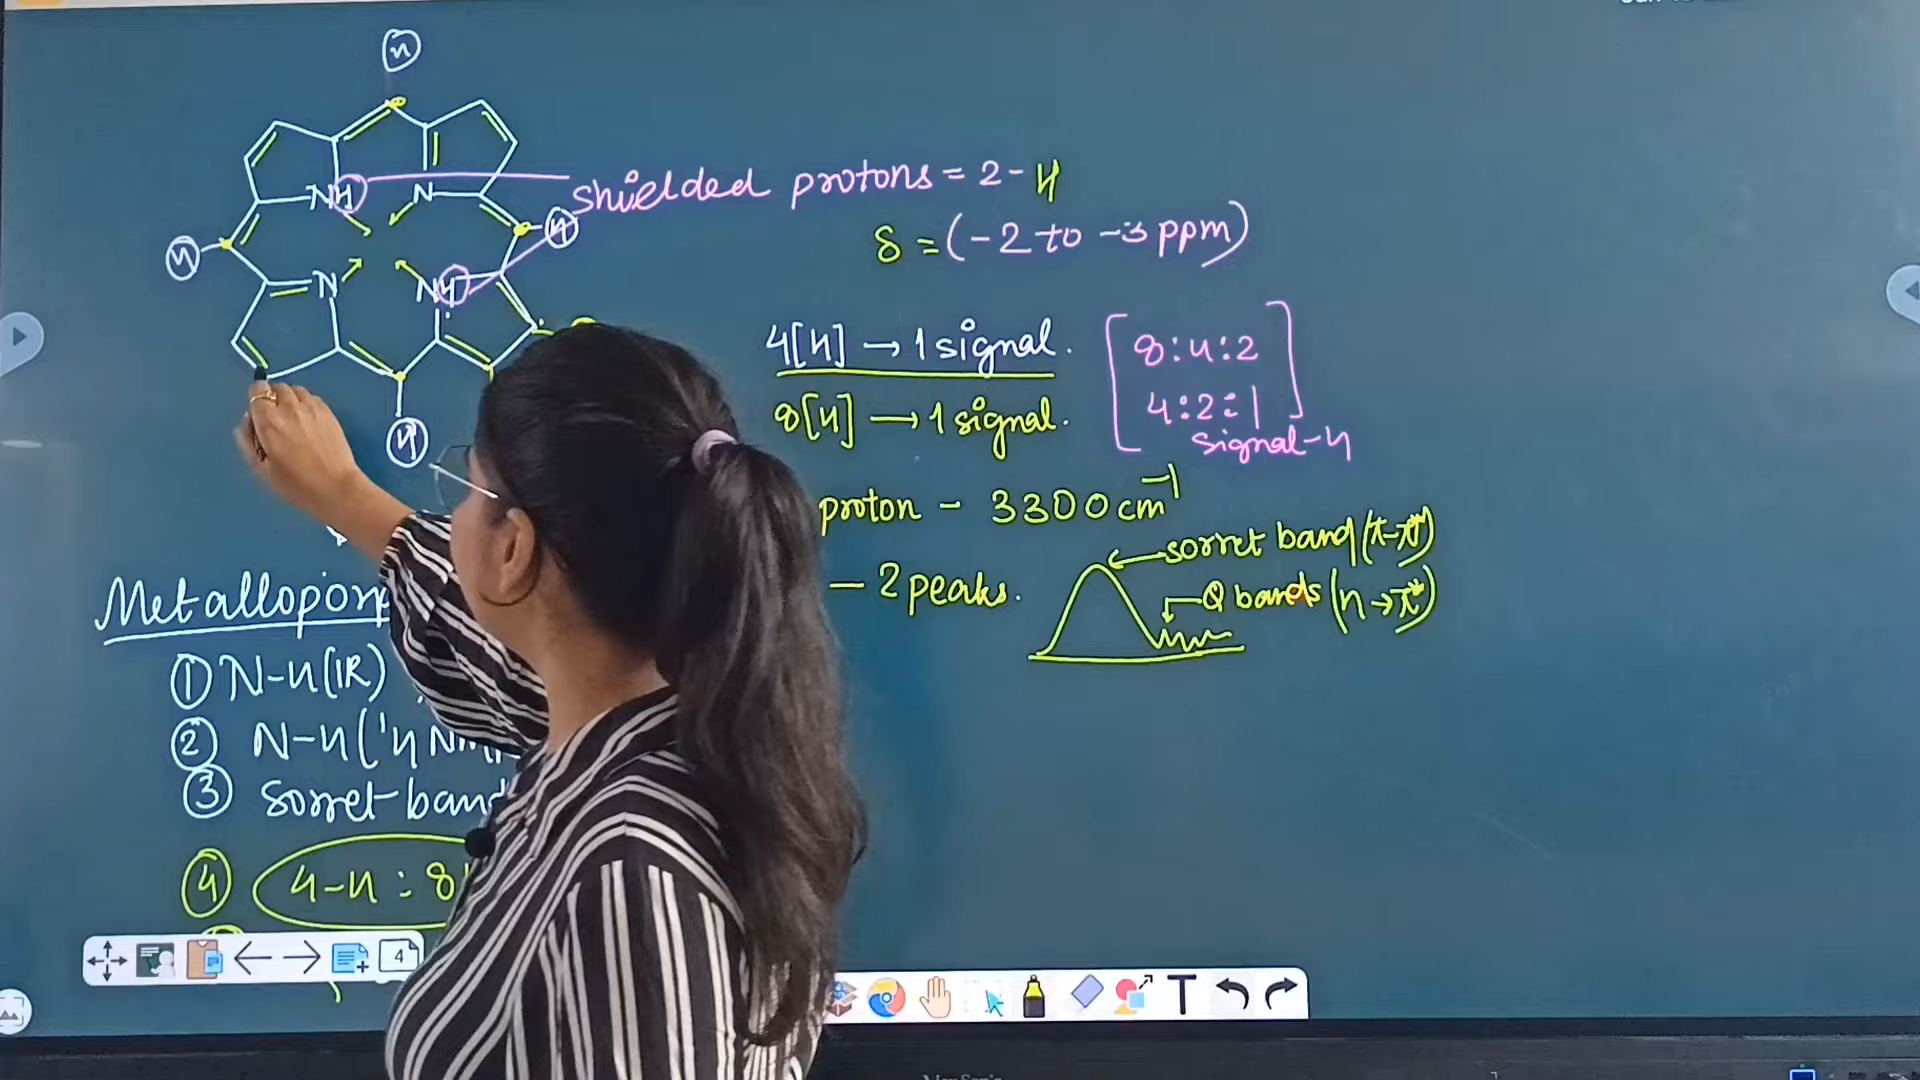 H
NH N
H
H
N NH
H
shielded protons = 2-H
δ = (-2 to -3 ppm)
4[H] → 1 signal.
8[H] → 1 signal.
[8:4:2
4:2:1]
signal-H
proton - 3300 cm⁻¹
- 2 peaks.
sorret band (π-π*)
Q bands (n→π*)
① N-H (IR)
② N-H (¹H NM
③ sorret-band
④ 4-H : 8
4
T